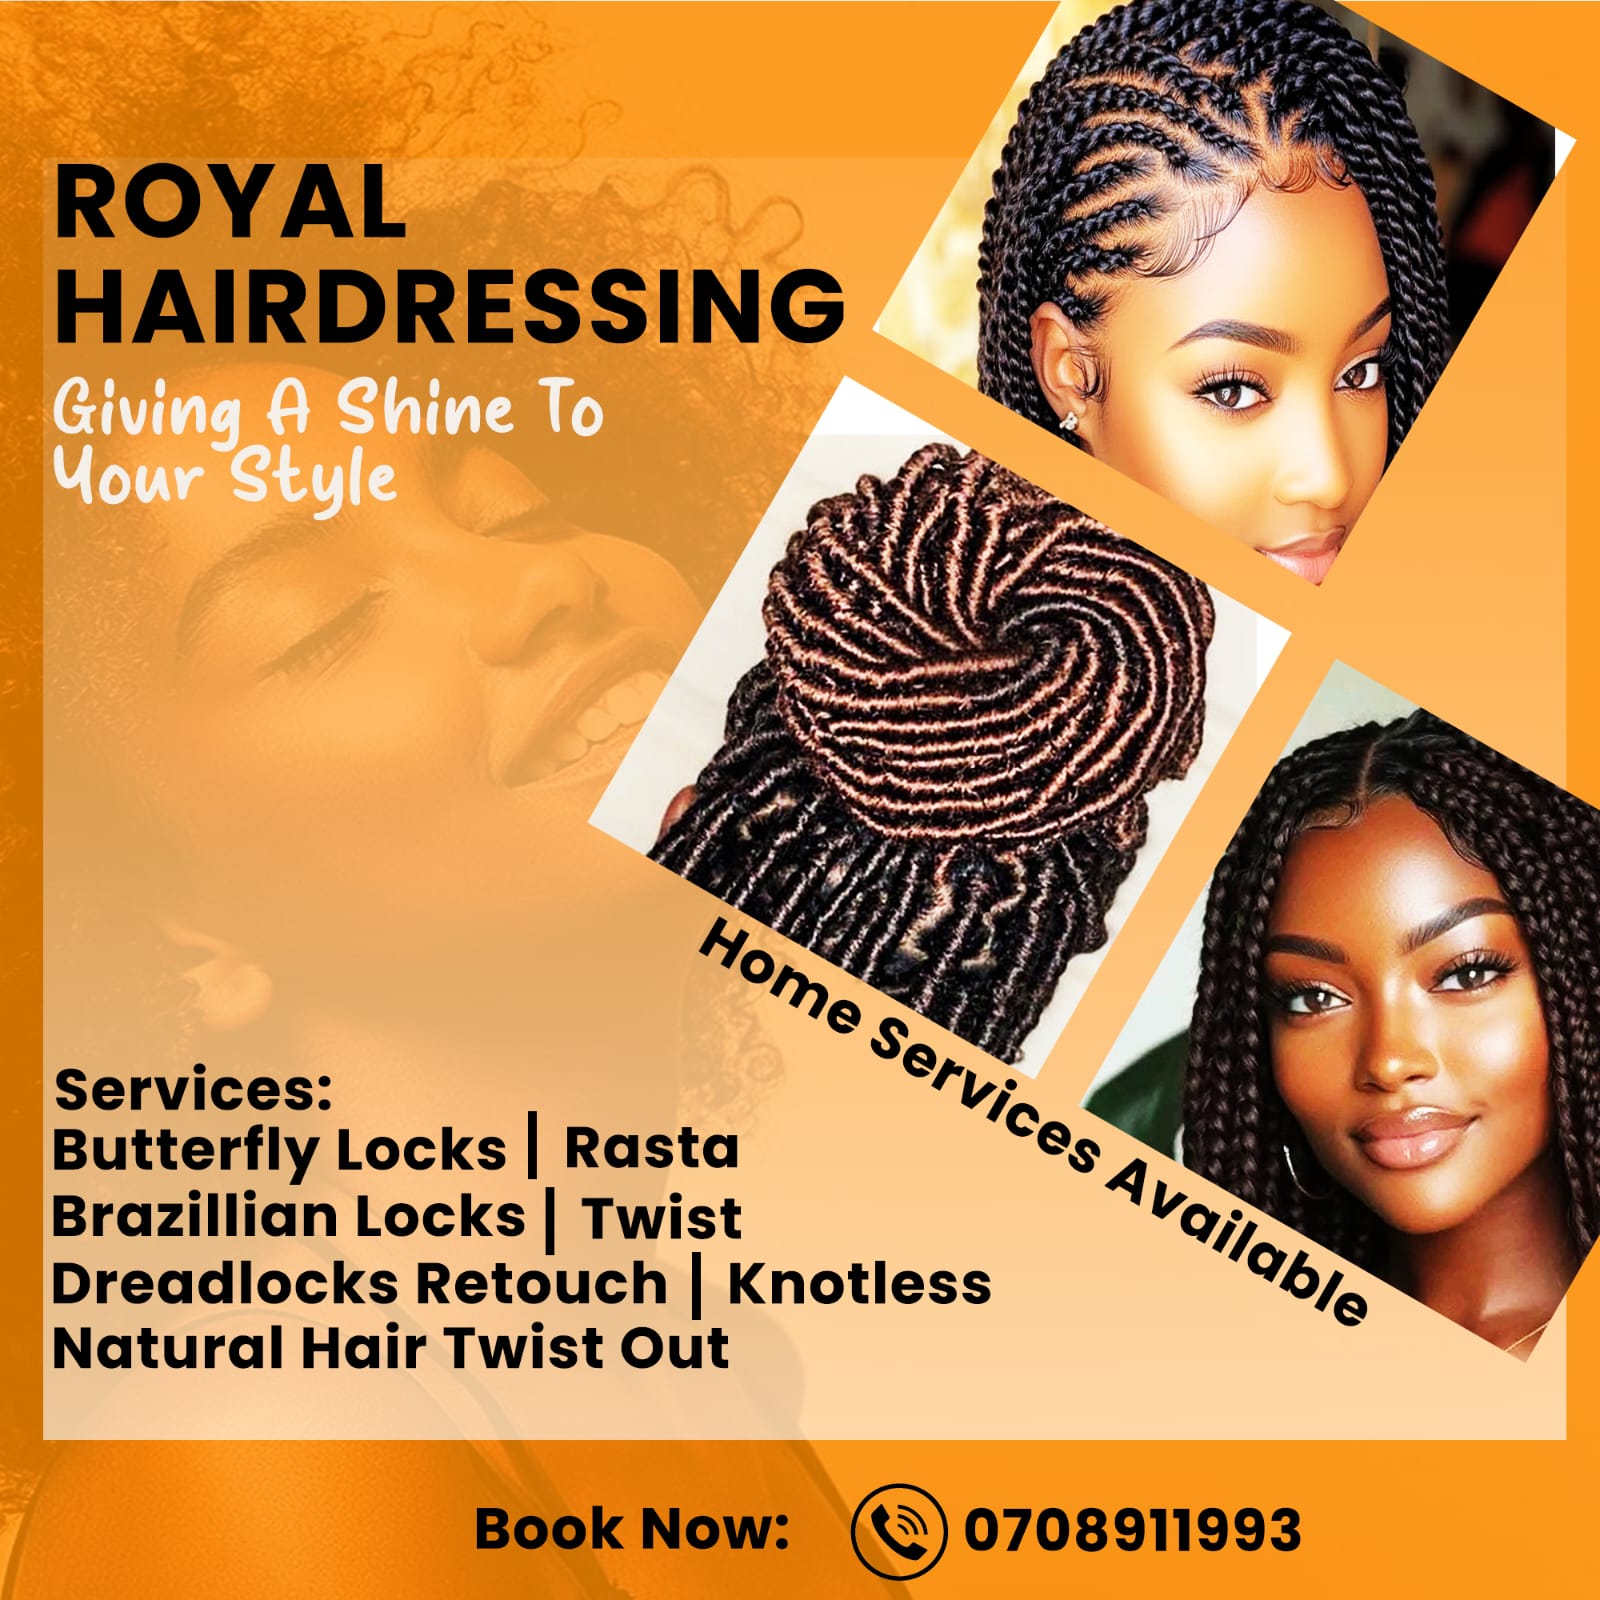 ROYAL
HAIRDRESSING
Giving A Shine To
Your Style
Home Services Available
Services:
Butterfly Locks | Rasta
Brazillian Locks | Twist
Dreadlocks Retouch | Knotless
Natural Hair Twist Out
Book Now: 0708911993